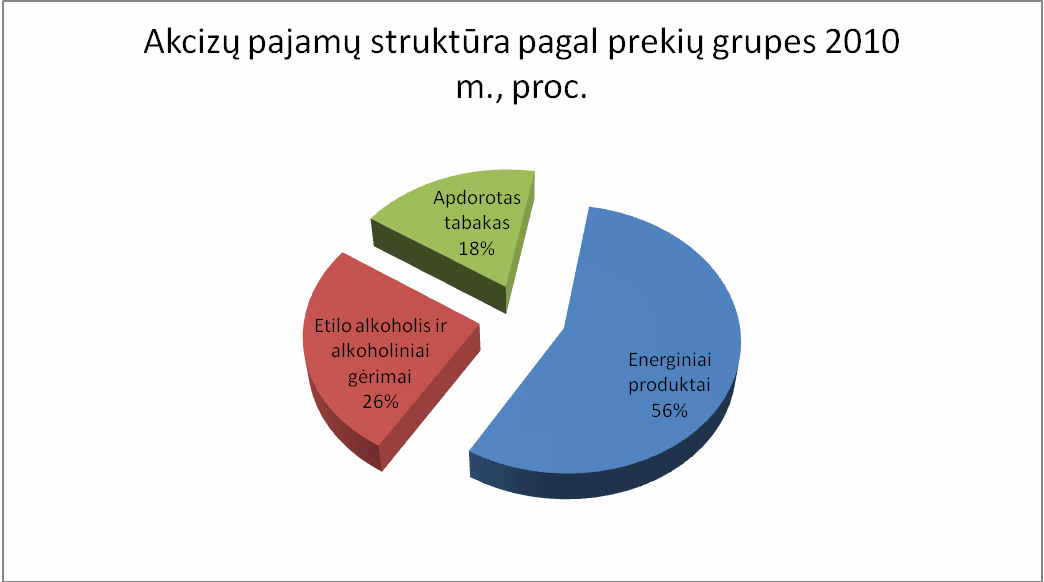 Akcizų pajamų struktūra pagal prekių grupes 2010
m., proc.
Apdorotas
tabakas
18%
Etilo alkoholis ir
alkoholiniai
gėrimai
26%
Energiniai
produktai
56%